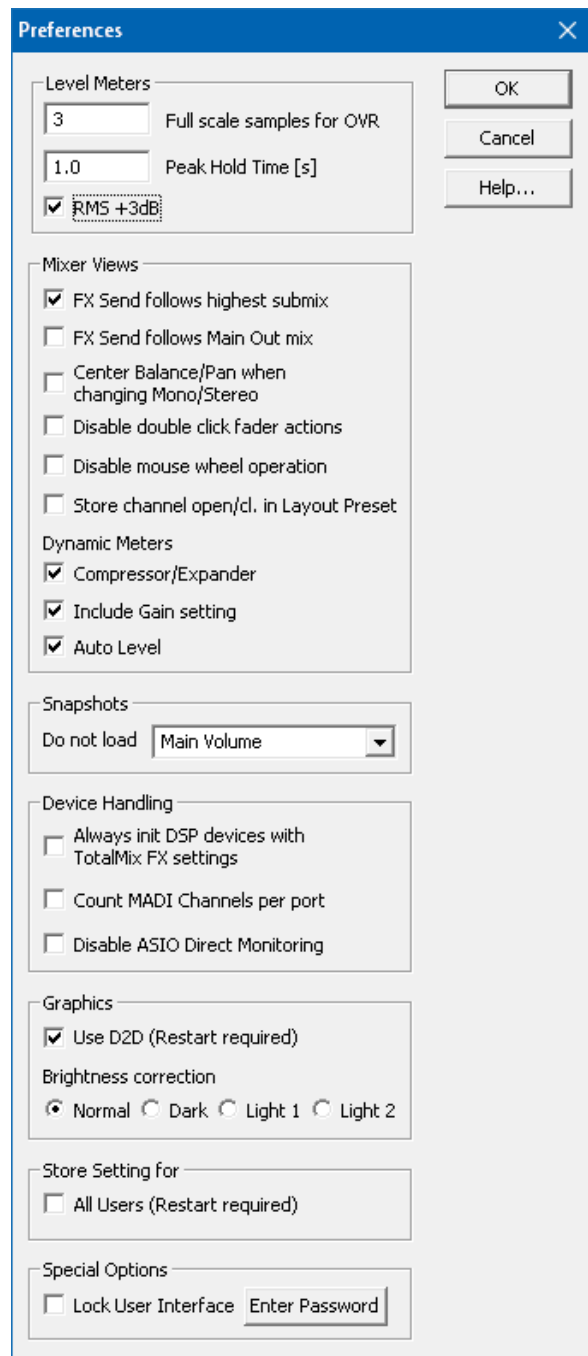 Preferences
Level Meters
3 Full scale samples for OVR
1.0 Peak Hold Time [s]
RMS +3dB
OK
Cancel
Help...
Mixer Views
FX Send follows highest submix
FX Send follows Main Out mix
Center Balance/Pan when
changing Mono/Stereo
Disable double click fader actions
Disable mouse wheel operation
Store channel open/cl. in Layout Preset
Dynamic Meters
Compressor/Expander
Include Gain setting
Auto Level
Snapshots
Do not load Main Volume
Device Handling
Always init DSP devices with
TotalMix FX settings
Count MADI Channels per port
Disable ASIO Direct Monitoring
Graphics
Use D2D (Restart required)
Brightness correction
Normal Dark Light 1 Light 2
Store Setting for
All Users (Restart required)
Special Options
Lock User Interface Enter Password